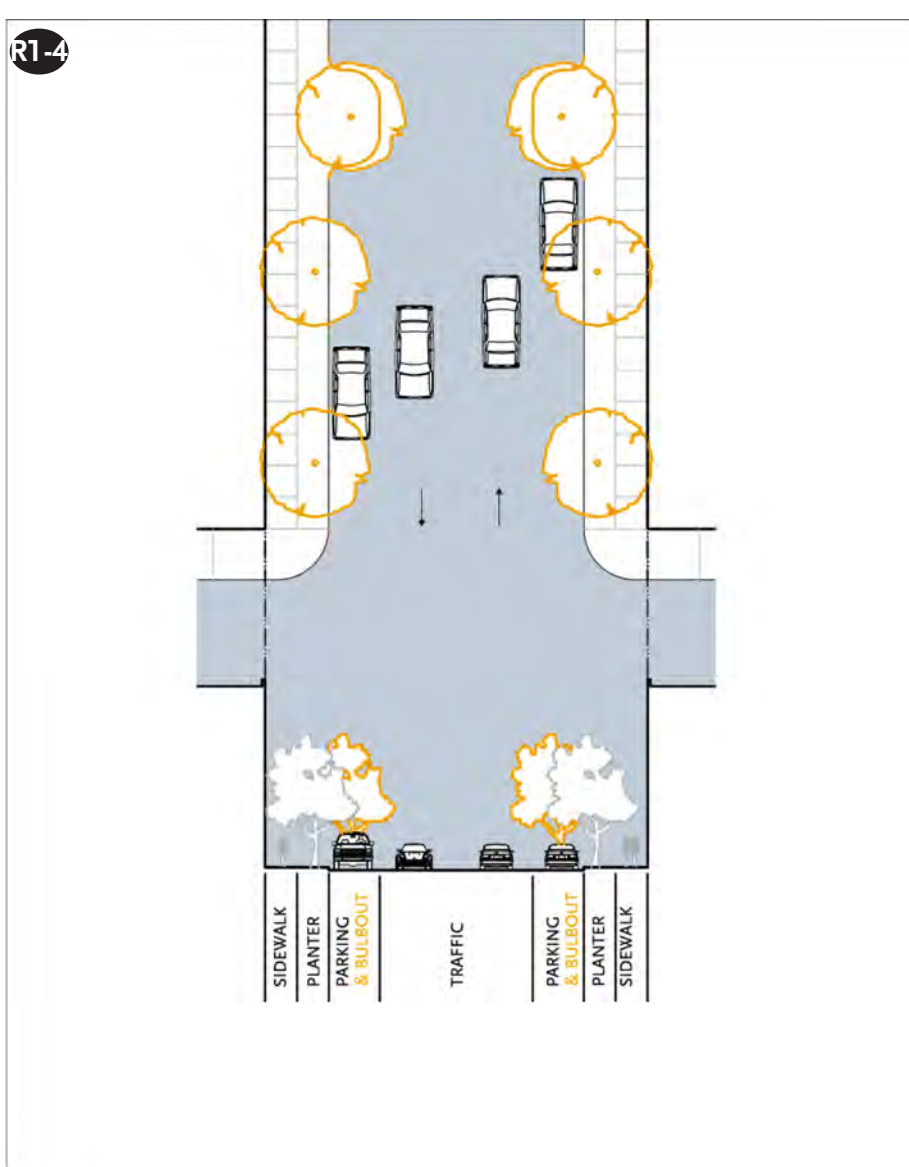 R1-4
SIDEWALK
PLANTER
PARKING
& BULBOUT
TRAFFIC
PARKING
& BULBOUT
PLANTER
SIDEWALK